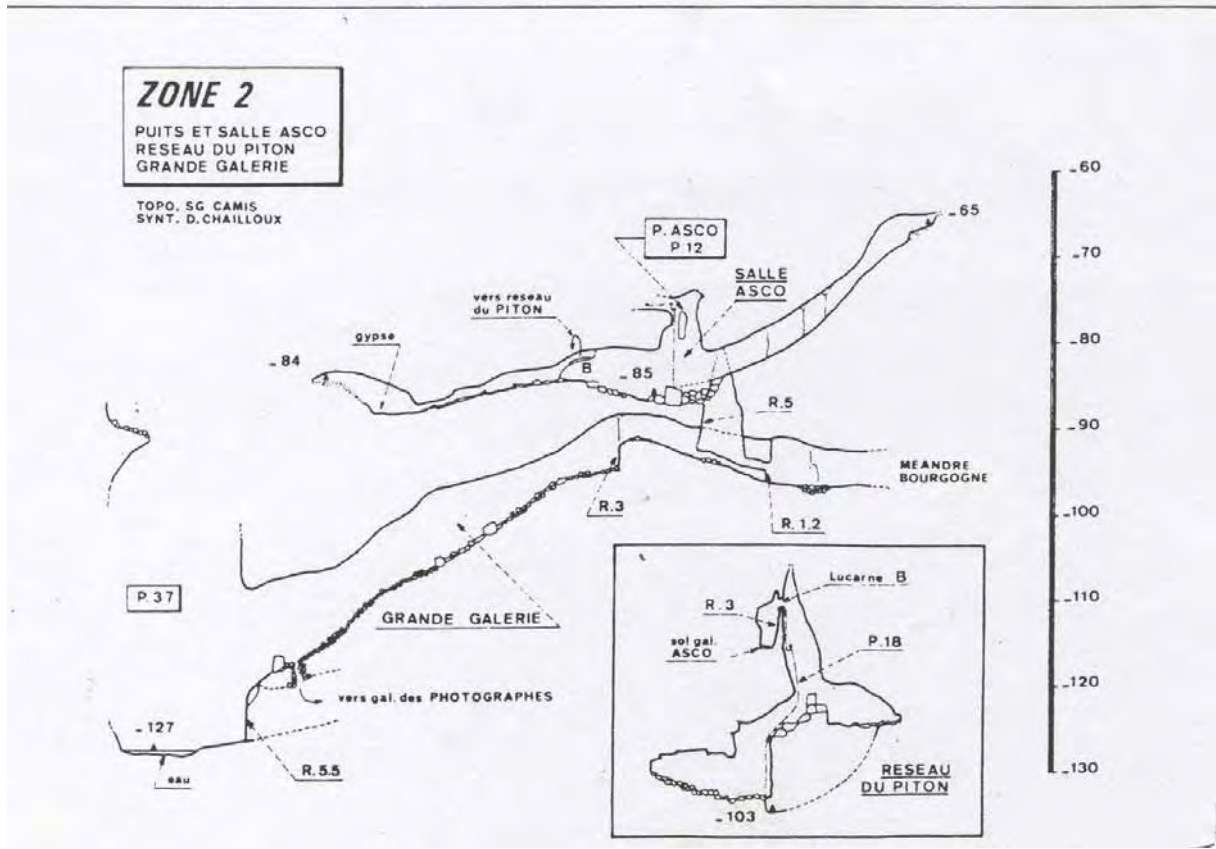 ZONE 2
PUITS ET SALLE ASCO
RESEAU DU PITON
GRANDE GALERIE
TOPO. SG CAMIS
SYNT. D.CHAILLOUX
P. ASCO
P 12
SALLE
ASCO
-65
vers reseau
du PITON
gypse
-84
B
-85
R.5
MEANDRE
BOURGOGNE
R.3
R.1.2
P.37
GRANDE GALERIE
vers gal. des PHOTOGRAPHES
-127
eau
R.5.5
Lucarne B
R.3
sol gal.
ASCO
P.18
RESEAU
DU PITON
-103
-60
-70
-80
-90
-100
-110
-120
-130